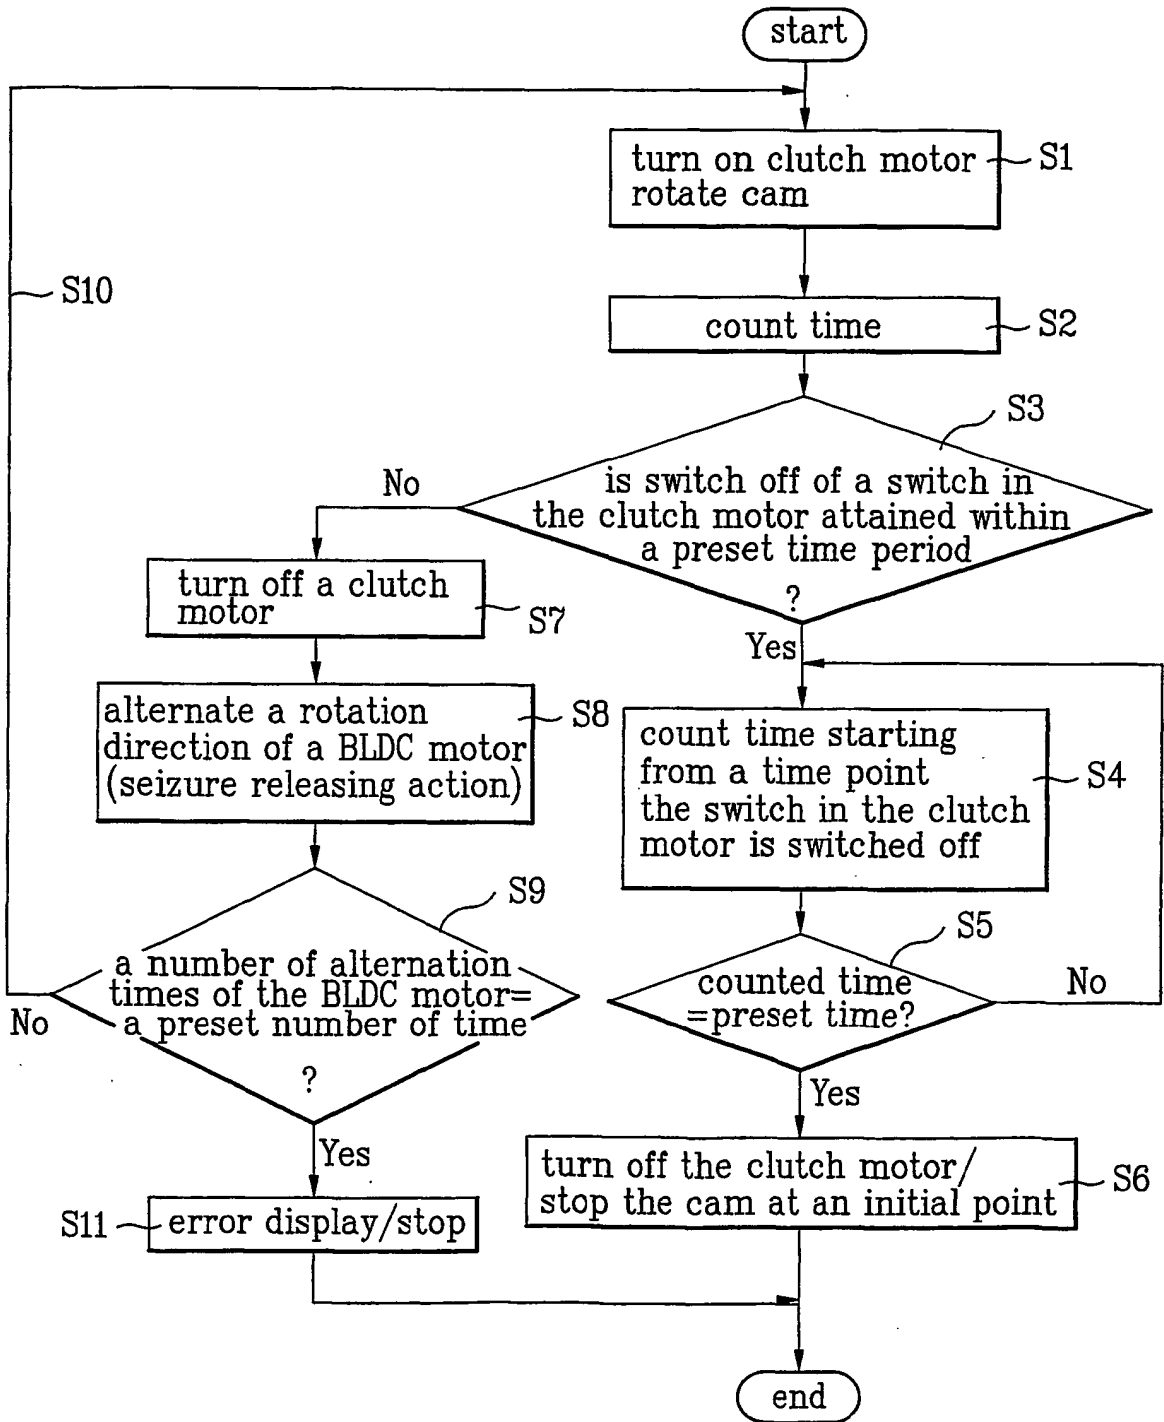 start
turn on clutch motor
rotate cam
S1
S10
count time
S2
S3
is switch off of a switch in
the clutch motor attained within
a preset time period
?
No
Yes
turn off a clutch
motor
S7
alternate a rotation
direction of a BLDC motor
(seizure releasing action)
S8
count time starting
from a time point
the switch in the clutch
motor is switched off
S4
S9
a number of alternation
times of the BLDC motor=
a preset number of time
?
No
Yes
S5
counted time
=preset time?
No
Yes
turn off the clutch motor/
stop the cam at an initial point
S6
S11
error display/stop
end